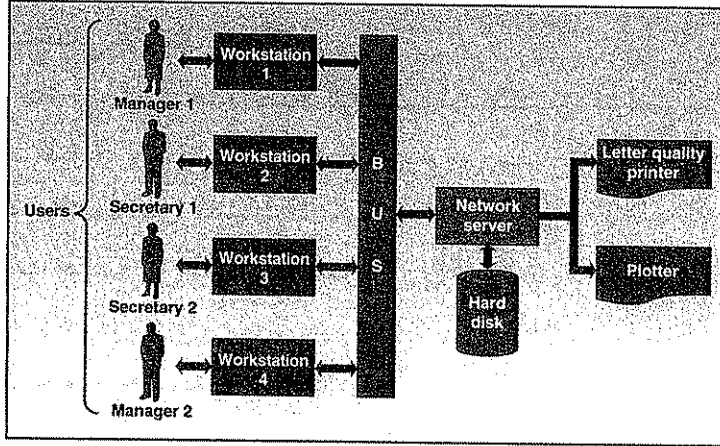 Users
Manager 1
Secretary 1
Secretary 2
Manager 2
Workstation
1
Workstation
2
Workstation
3
Workstation
4
B
U
S
Network
server
Hard
disk
Letter quality
printer
Plotter